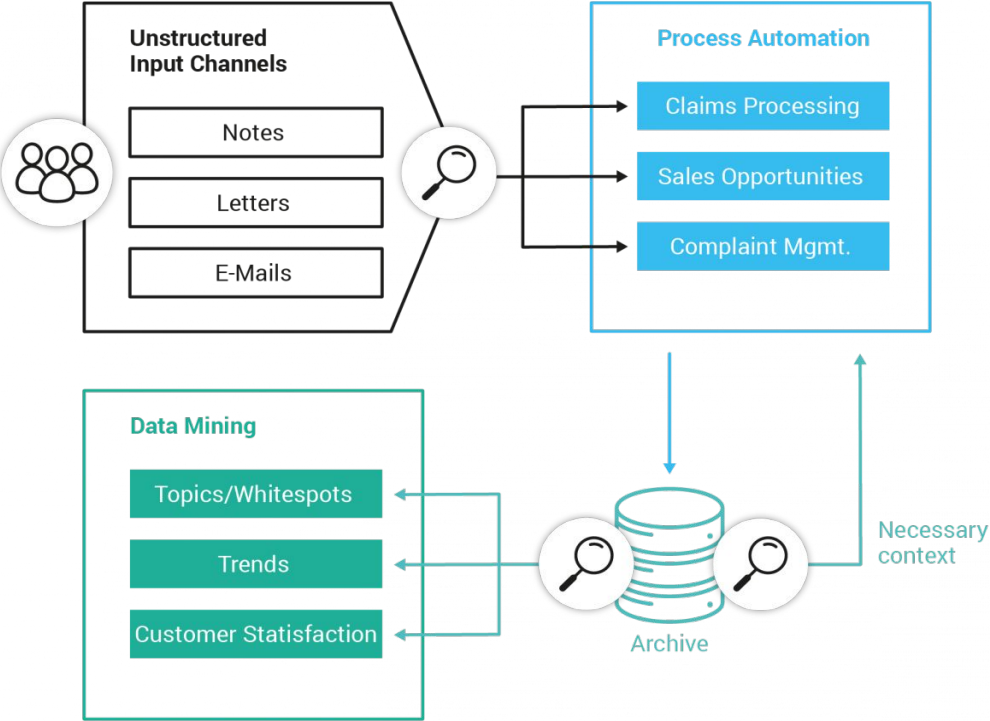 Unstructured
Input Channels
Notes
Letters
E-Mails
Process Automation
Claims Processing
Sales Opportunities
Complaint Mgmt.
Data Mining
Topics/Whitespots
Trends
Customer Statisfaction
Archive
Necessary
context